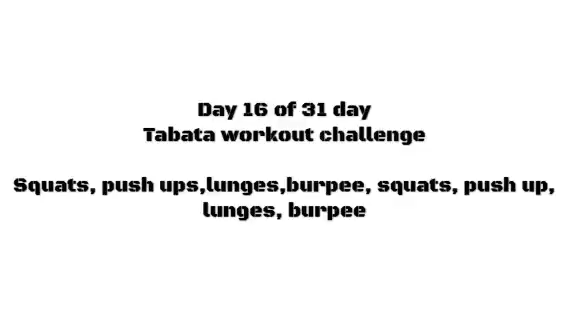 Day 16 of 31 day
Tabata workout challenge
Squats, push ups,lunges,burpee, squats, push up,
lunges, burpee